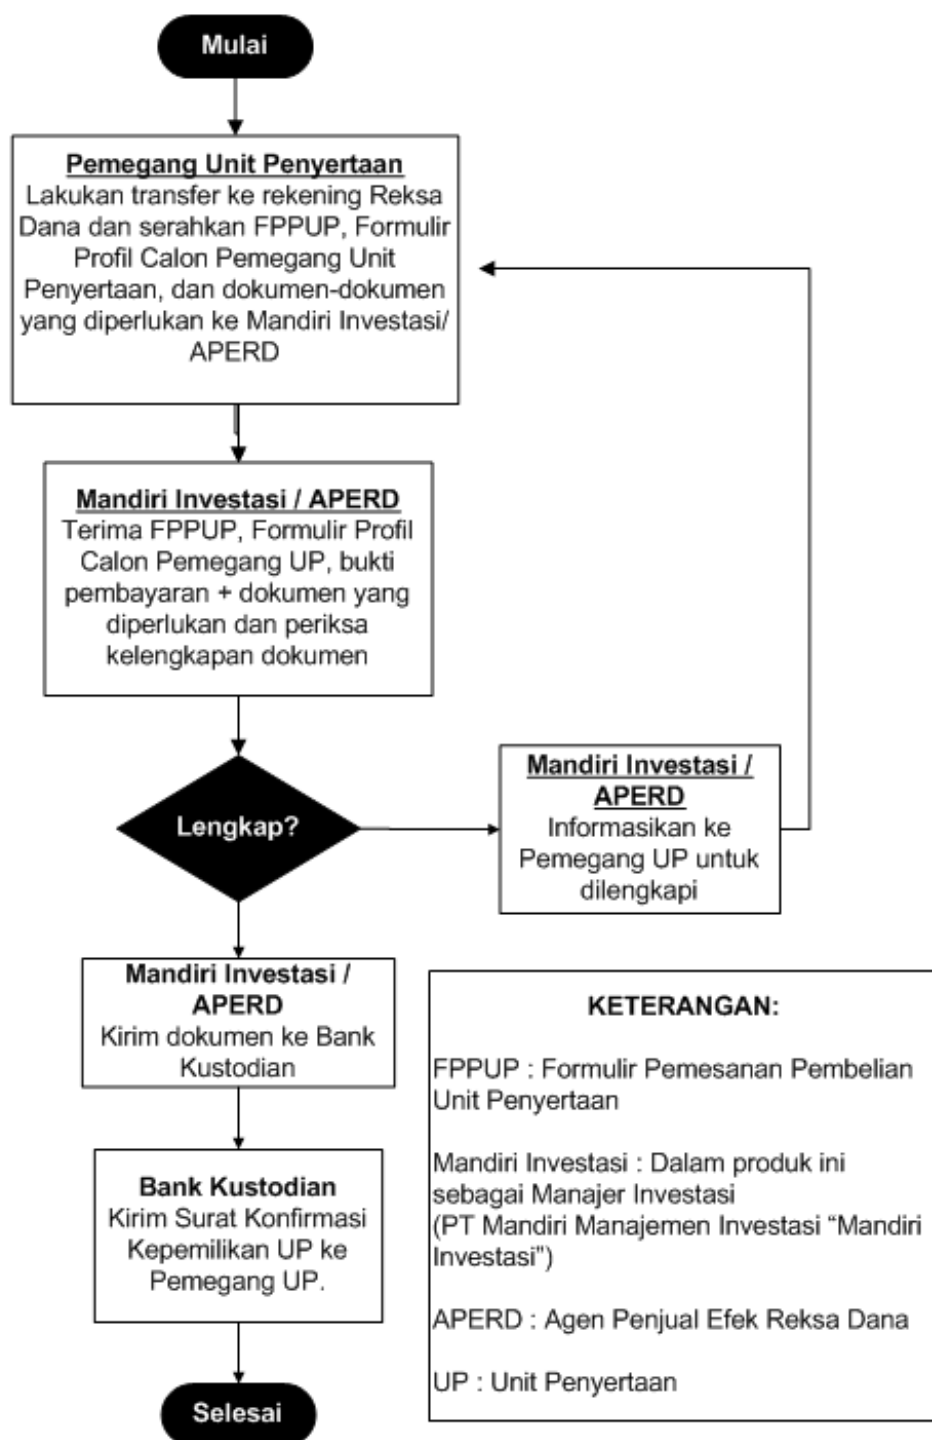 Mulai
Pemegang Unit Penyertaan
Lakukan transfer ke rekening Reksa
Dana dan serahkan FPPUP, Formulir
Profil Calon Pemegang Unit
Penyertaan, dan dokumen-dokumen
yang diperlukan ke Mandiri Investasi/
APERD
Mandiri Investasi / APERD
Terima FPPUP, Formulir Profil
Calon Pemegang UP, bukti
pembayaran + dokumen yang
diperlukan dan periksa
kelengkapan dokumen
Lengkap?
Mandiri Investasi /
APERD
Informasikan ke
Pemegang UP untuk
dilengkapi
Mandiri Investasi /
APERD
Kirim dokumen ke Bank
Kustodian
Bank Kustodian
Kirim Surat Konfirmasi
Kepemilikan UP ke
Pemegang UP.
Selesai
KETERANGAN:
FPPUP : Formulir Pemesanan Pembelian
Unit Penyertaan
Mandiri Investasi : Dalam produk ini
sebagai Manajer Investasi
(PT Mandiri Manajemen Investasi “Mandiri
Investasi”)
APERD : Agen Penjual Efek Reksa Dana
UP : Unit Penyertaan